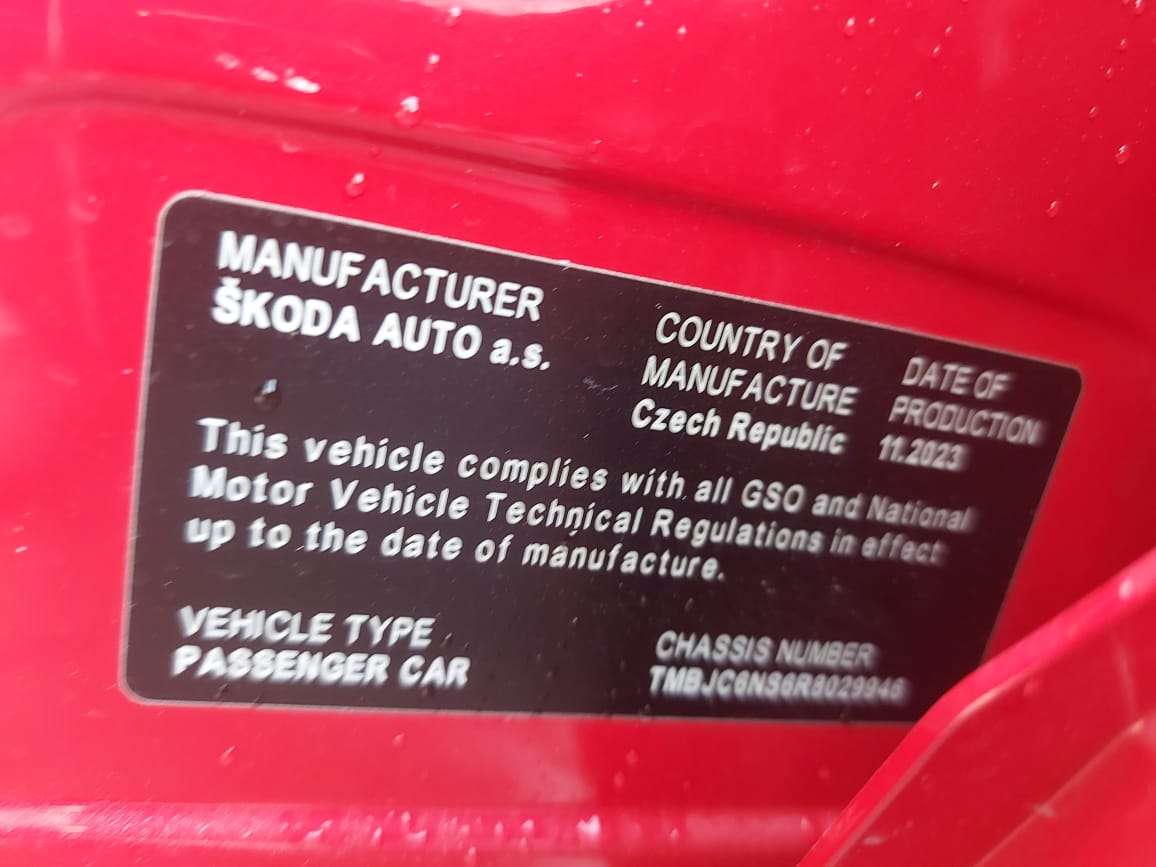 MANUFACTURER
ŠKODA AUTO a.s.
COUNTRY OF
MANUFACTURE
Czech Republic
DATE OF
PRODUCTION
11.2023
This vehicle complies with all GSO and National
Motor Vehicle Technical Regulations in effect
up to the date of manufacture.
VEHICLE TYPE
PASSENGER CAR
CHASSIS NUMBER